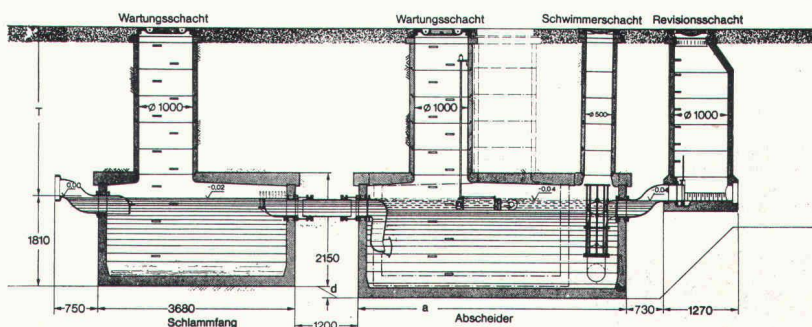 Wartungsschacht Wartungsschacht Schwimmerschacht Revisionsschacht
T
Ø 1000 Ø 1000 Ø 500 Ø 1000
0.00 -0.02 -0.04 -0.04
1810
2150
d
a
750 3680 730 1270
Schlammfang 1200 Abscheider